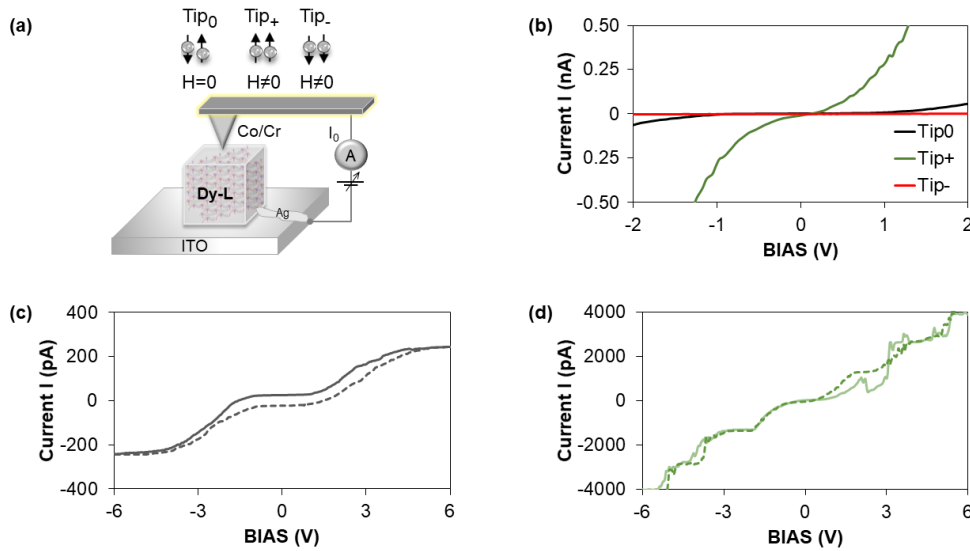 (a)
Tip0 Tip+ Tip-
H=0 H≠0 H≠0
Co/Cr
I0
A
Dy-L
Ag
ITO
(b)
Current I (nA)
0.50
0.25
0
0.25
0.50
-2 -1 0 1 2
BIAS (V)
Tip0
Tip+
Tip-
(c)
Current I (pA)
400
200
0
-200
-400
-6 -3 0 3 6
BIAS (V)
(d)
Current I (pA)
4000
2000
0
-2000
-4000
-6 -3 0 3 6
BIAS (V)